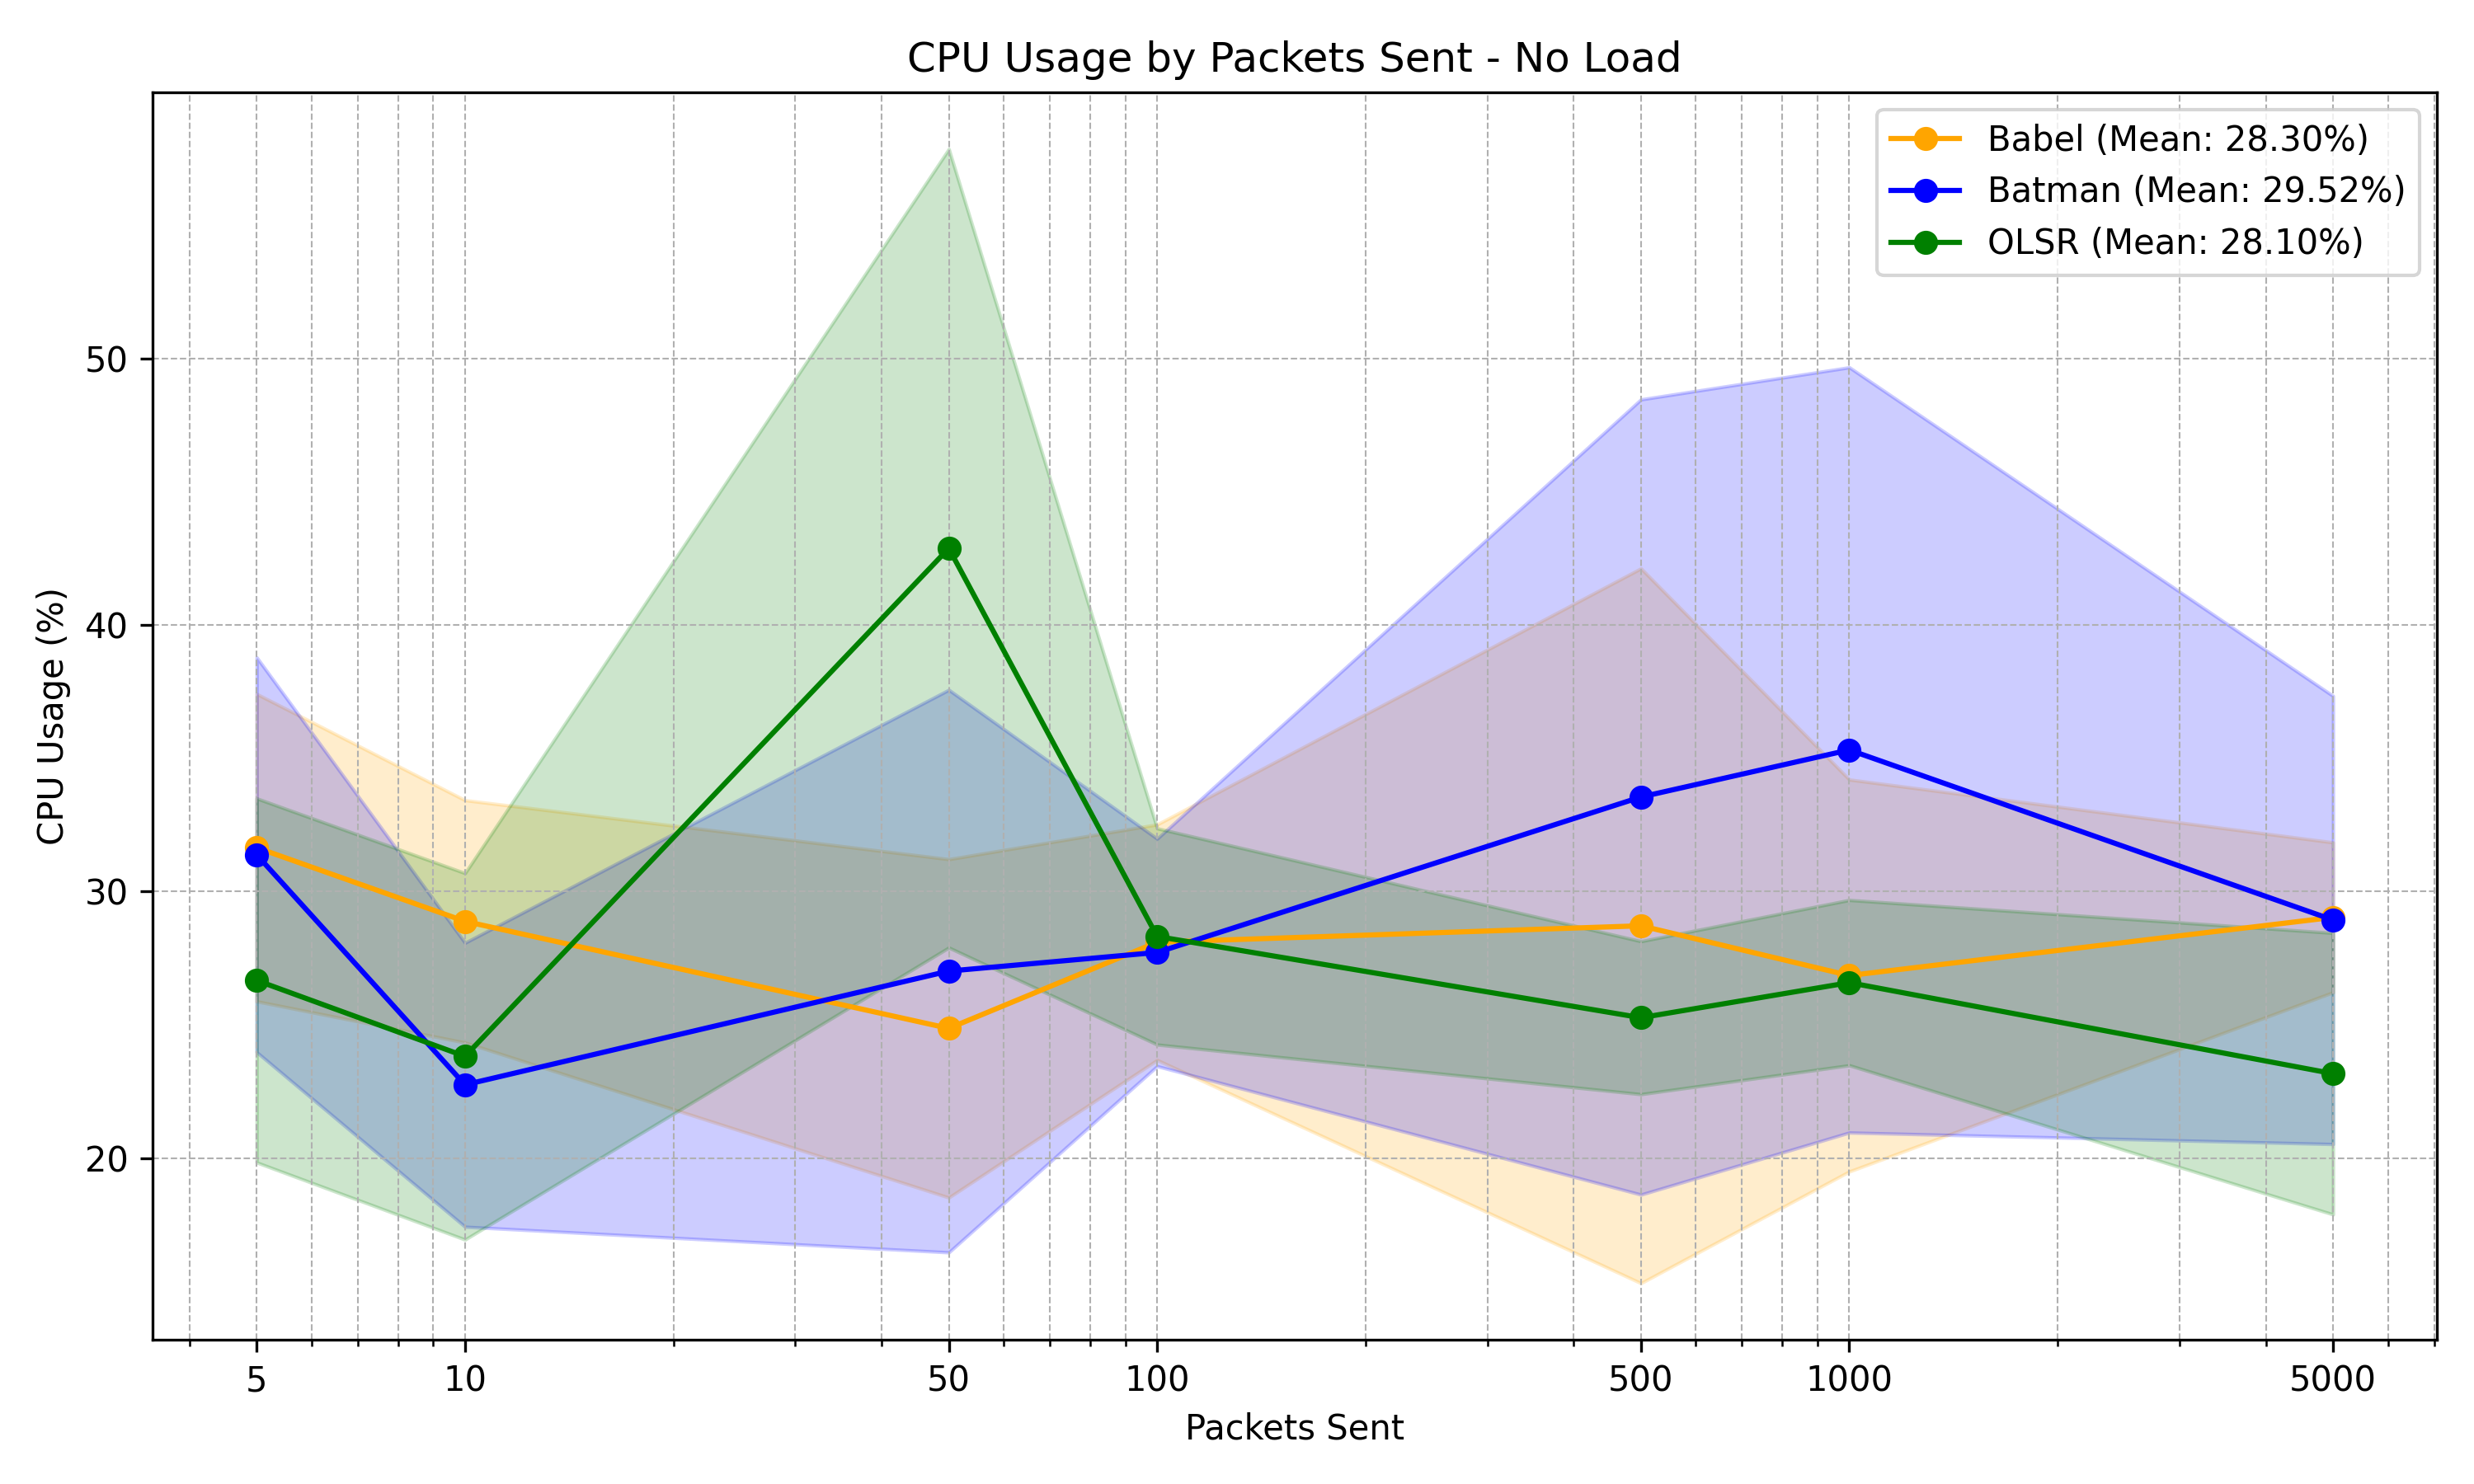 CPU Usage by Packets Sent - No Load
Babel (Mean: 28.30%)
Batman (Mean: 29.52%)
OLSR (Mean: 28.10%)
CPU Usage (%)
50
40
30
20
5 10 50 100 500 1000 5000
Packets Sent